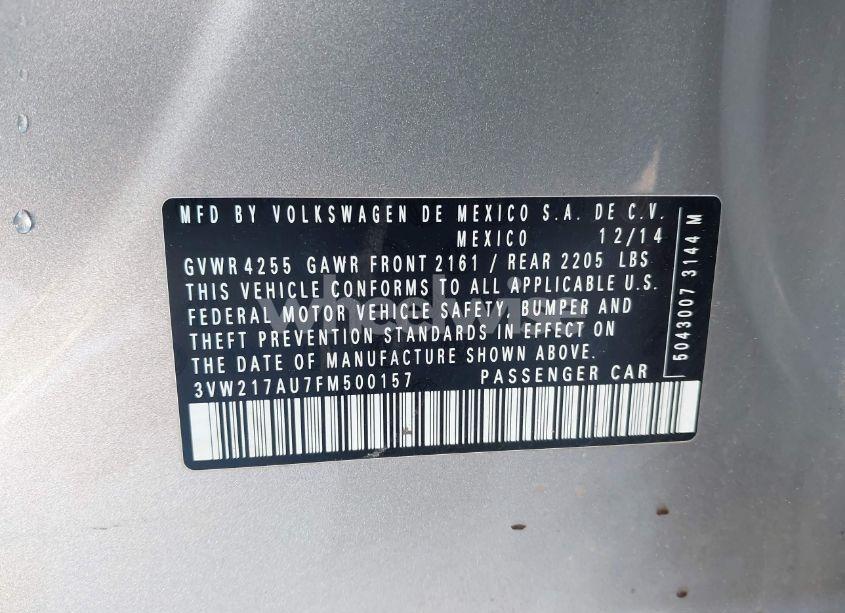 MFD BY VOLKSWAGEN DE MEXICO S.A. DE C.V.
MEXICO 12/14
GVWR 4255 GAWR FRONT 2161 / REAR 2205 LBS
THIS VEHICLE CONFORMS TO ALL APPLICABLE U.S.
FEDERAL MOTOR VEHICLE SAFETY, BUMPER AND
THEFT PREVENTION STANDARDS IN EFFECT ON
THE DATE OF MANUFACTURE SHOWN ABOVE.
3VW217AU7FM500157 PASSENGER CAR
5043007 3144 M
wheelwise